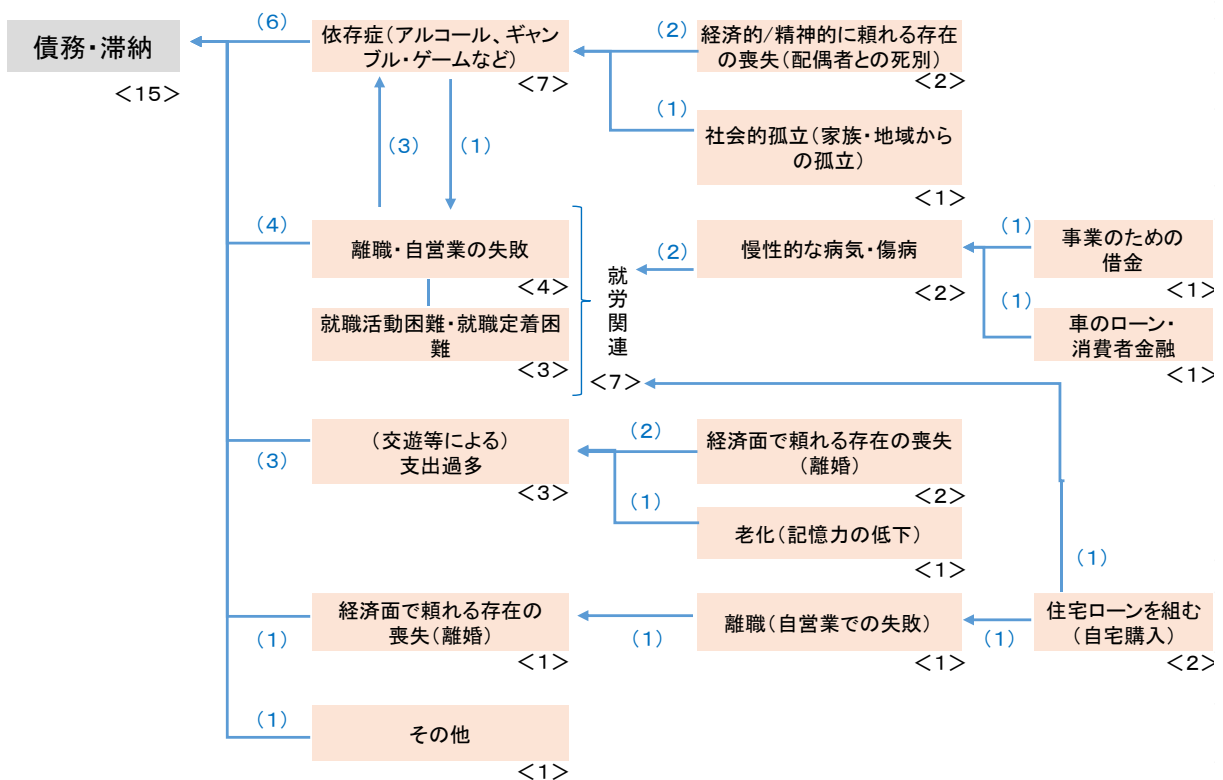 債務・滞納
<15>
(6)
依存症(アルコール、ギャン
ブル・ゲームなど)
<7>
(2)
経済的/精神的に頼れる存在
の喪失(配偶者との死別)
<2>
(1)
社会的孤立(家族・地域から
の孤立)
<1>
(3)
(1)
(4)
離職・自営業の失敗
<4>
就職活動困難・就職定着困
難
<3>
就労関連
<7>
(2)
慢性的な病気・傷病
<2>
(1)
事業のための
借金
<1>
(1)
車のローン・
消費者金融
<1>
(3)
(交遊等による)
支出過多
<3>
(2)
経済面で頼れる存在の喪失
(離婚)
<2>
(1)
老化(記憶力の低下)
<1>
(1)
(1)
経済面で頼れる存在の
喪失(離婚)
<1>
(1)
離職(自営業での失敗)
<1>
(1)
住宅ローンを組む
(自宅購入)
<2>
(1)
その他
<1>